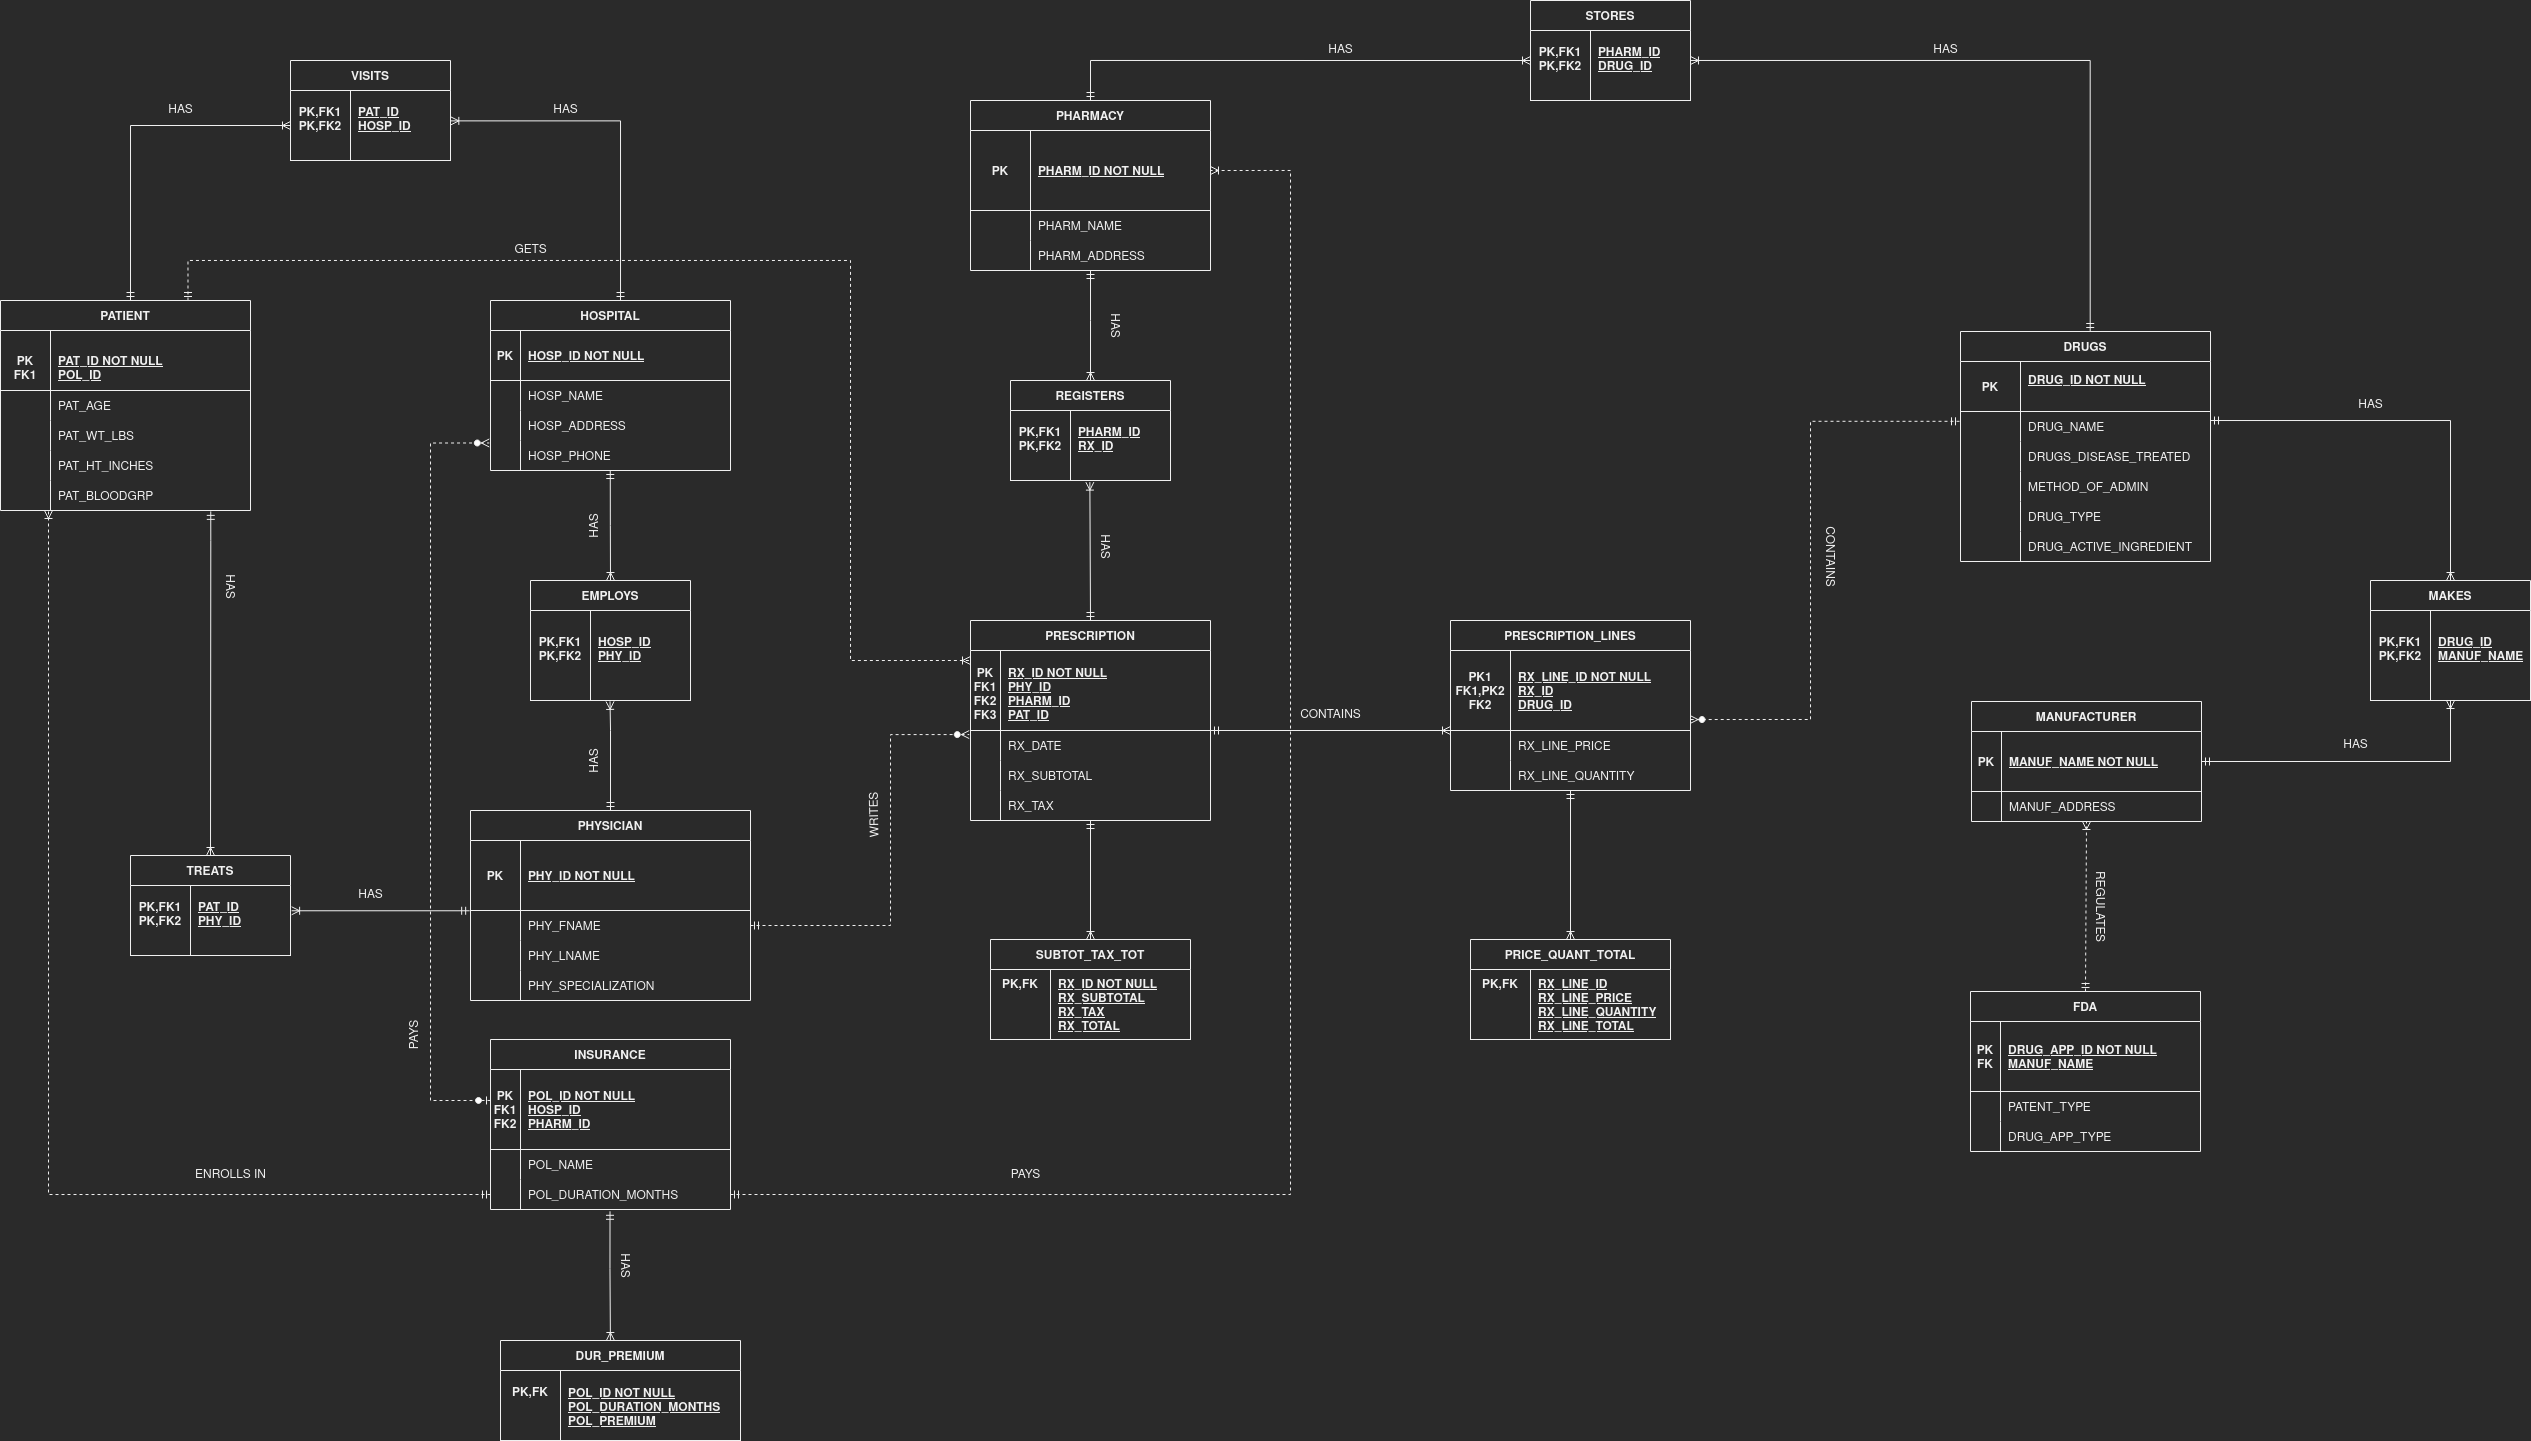 STORES
PK,FK1 PHARM_ID
PK,FK2 DRUG_ID
HAS
HAS
VISITS
PK,FK1 PAT_ID
PK,FK2 HOSP_ID
HAS
HAS
PHARMACY
PK PHARM_ID NOT NULL
PHARM_NAME
PHARM_ADDRESS
GETS
PATIENT
PK PAT_ID NOT NULL
FK1 POL_ID
PAT_AGE
PAT_WT_LBS
PAT_HT_INCHES
PAT_BLOODGRP
HOSPITAL
PK HOSP_ID NOT NULL
HOSP_NAME
HOSP_ADDRESS
HOSP_PHONE
HAS
REGISTERS
PK,FK1 PHARM_ID
PK,FK2 RX_ID
DRUGS
PK DRUG_ID NOT NULL
DRUG_NAME
DRUGS_DISEASE_TREATED
METHOD_OF_ADMIN
DRUG_TYPE
DRUG_ACTIVE_INGREDIENT
HAS
HAS
HAS
HAS
CONTAINS
EMPLOYS
PK,FK1 HOSP_ID
PK,FK2 PHY_ID
MAKES
PK,FK1 DRUG_ID
PK,FK2 MANUF_NAME
PRESCRIPTION
PK RX_ID NOT NULL
FK1 PHY_ID
FK2 PHARM_ID
FK3 PAT_ID
RX_DATE
RX_SUBTOTAL
RX_TAX
CONTAINS
PRESCRIPTION_LINES
PK1 RX_LINE_ID NOT NULL
FK1,PK2 RX_ID
FK2 DRUG_ID
RX_LINE_PRICE
RX_LINE_QUANTITY
MANUFACTURER
PK MANUF_NAME NOT NULL
MANUF_ADDRESS
HAS
HAS
WRITES
PHYSICIAN
PK PHY_ID NOT NULL
PHY_FNAME
PHY_LNAME
PHY_SPECIALIZATION
TREATS
PK,FK1 PAT_ID
PK,FK2 PHY_ID
HAS
REGULATES
SUBTOT_TAX_TOT
PK,FK RX_ID NOT NULL
RX_SUBTOTAL
RX_TAX
RX_TOTAL
PRICE_QUANT_TOTAL
PK,FK RX_LINE_ID
RX_LINE_PRICE
RX_LINE_QUANTITY
RX_LINE_TOTAL
FDA
PK DRUG_APP_ID NOT NULL
FK MANUF_NAME
PATENT_TYPE
DRUG_APP_TYPE
PAYS
INSURANCE
PK POL_ID NOT NULL
FK1 HOSP_ID
FK2 PHARM_ID
POL_NAME
POL_DURATION_MONTHS
ENROLLS IN
PAYS
HAS
DUR_PREMIUM
PK,FK POL_ID NOT NULL
POL_DURATION_MONTHS
POL_PREMIUM